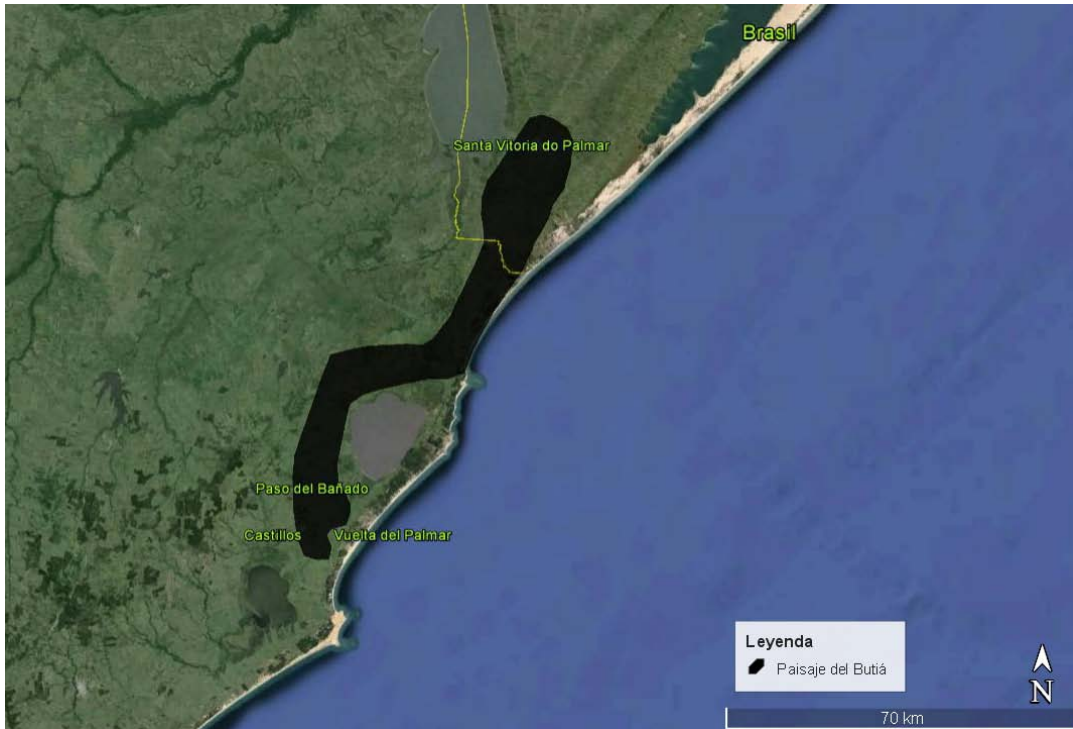 Brasil
Santa Vitoria do Palmar
Paso del Bañado
Castillos
Vuelta del Palmar
Leyenda
Paisaje del Butiá
N
70 km